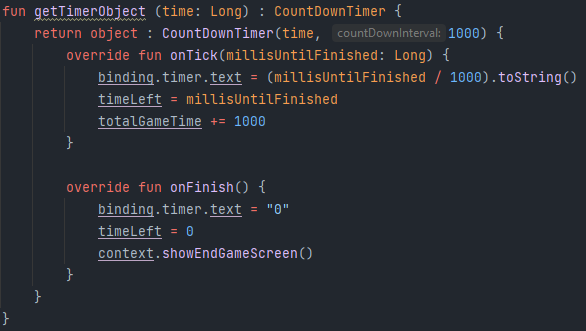 fun getTimerObject (time: Long) : CountDownTimer {
    return object : CountDownTimer(time, countDownInterval: 1000) {
        override fun onTick(millisUntilFinished: Long) {
            binding.timer.text = (millisUntilFinished / 1000).toString()
            timeLeft = millisUntilFinished
            totalGameTime += 1000
        }

        override fun onFinish() {
            binding.timer.text = "0"
            timeLeft = 0
            context.showEndGameScreen()
        }
    }
}